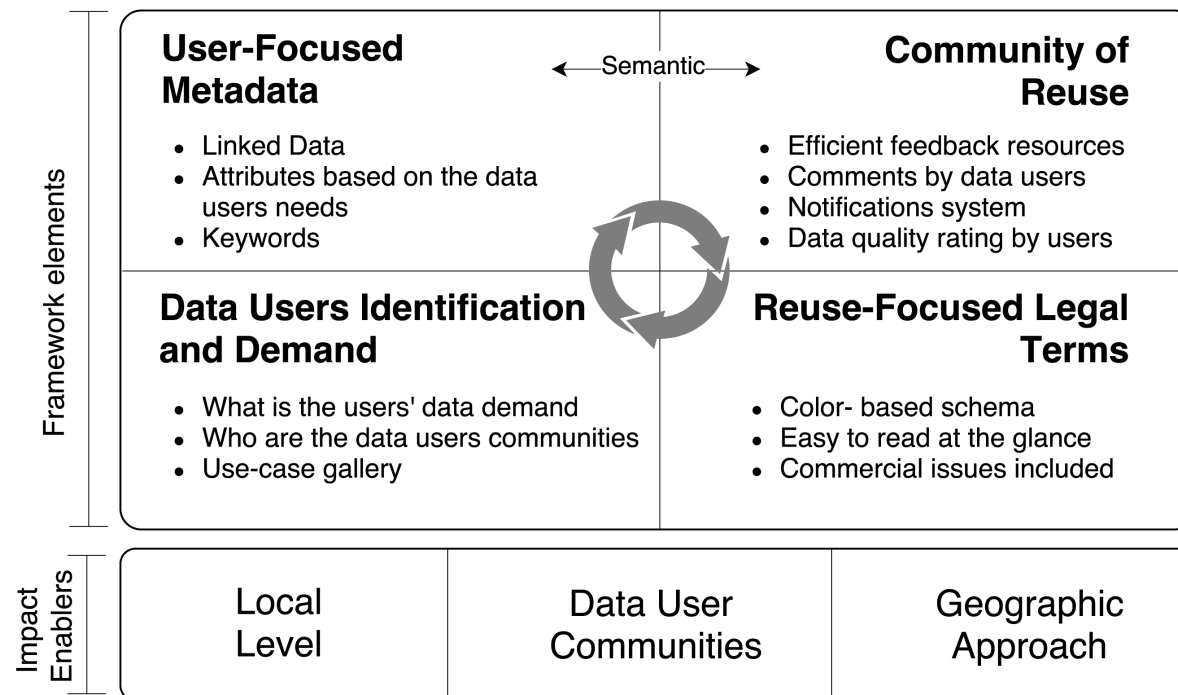 Framework elements
User-Focused
Metadata
• Linked Data
• Attributes based on the data
users needs
• Keywords
Semantic
Community of
Reuse
• Efficient feedback resources
• Comments by data users
• Notifications system
• Data quality rating by users
Data Users Identification
and Demand
• What is the users' data demand
• Who are the data users communities
• Use-case gallery
Reuse-Focused Legal
Terms
• Color- based schema
• Easy to read at the glance
• Commercial issues included
Impact
Enablers
Local
Level
Data User
Communities
Geographic
Approach